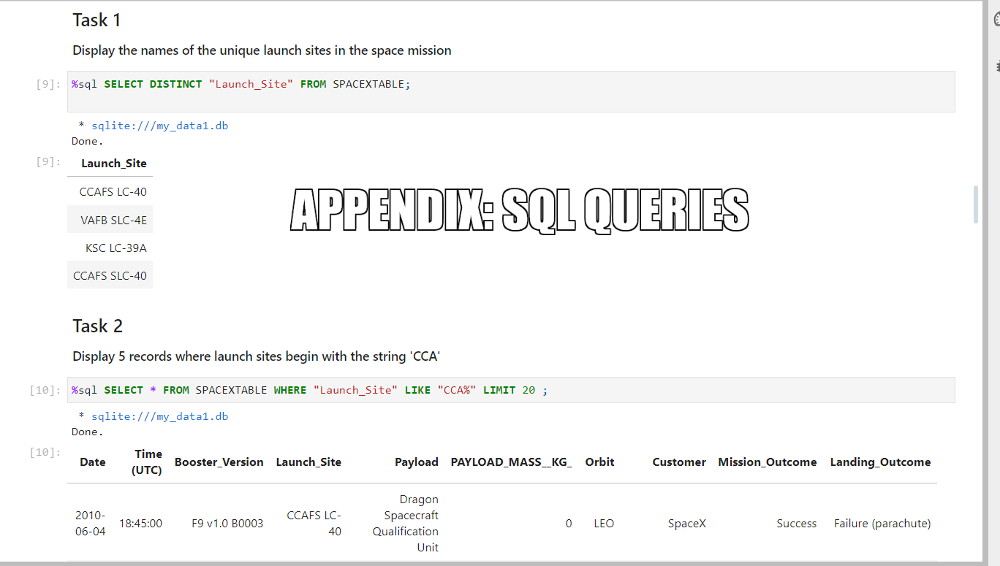 Task 1
Display the names of the unique launch sites in the space mission
[9]: %sql SELECT DISTINCT "Launch_Site" FROM SPACEXTABLE;
* sqlite:///my_data1.db
Done.
[9]: Launch_Site
CCAFS LC-40
VAFB SLC-4E
KSC LC-39A
CCAFS SLC-40
APPENDIX: SQL QUERIES
Task 2
Display 5 records where launch sites begin with the string 'CCA'
[10]: %sql SELECT * FROM SPACEXTABLE WHERE "Launch_Site" LIKE "CCA%" LIMIT 20 ;
* sqlite:///my_data1.db
Done.
[10]: Date Time (UTC) Booster_Version Launch_Site Payload PAYLOAD_MASS__KG_ Orbit Customer Mission_Outcome Landing_Outcome
2010-06-04 18:45:00 F9 v1.0 B0003 CCAFS LC-40 Dragon Spacecraft Qualification Unit 0 LEO SpaceX Success Failure (parachute)